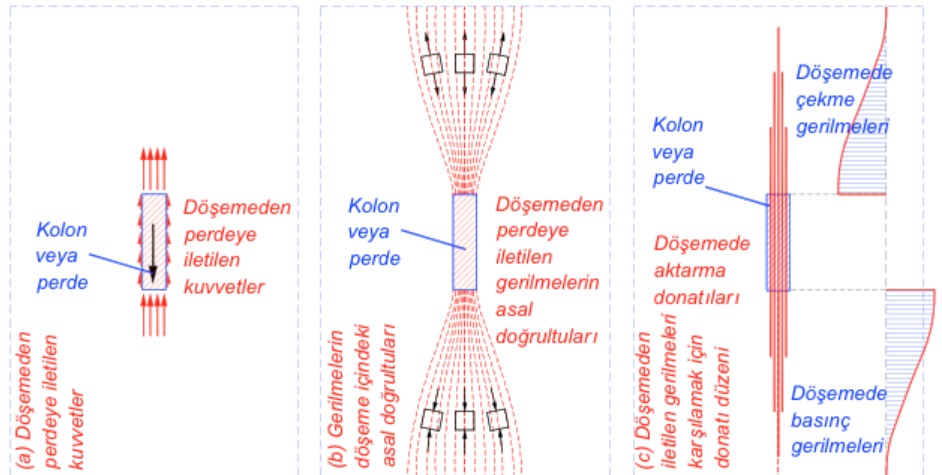 Kolon
veya
perde
Döşemeden
perdeye
iletilen
kuvvetler
(a) Döşemeden
perdeye iletilen
kuvvetler
Kolon
veya
perde
Döşemeden
perdeye
iletilen
gerilmelerin
asal
doğrultuları
(b) Gerilmelerin
döşeme içindeki
asal doğrultuları
Kolon
veya
perde
Döşemede
çekme
gerilmeleri
Döşemede
aktarma
donatıları
Döşemede
basınç
gerilmeleri
(c) Döşemeden
iletilen gerilmeleri
karşılamak için
donatı düzeni